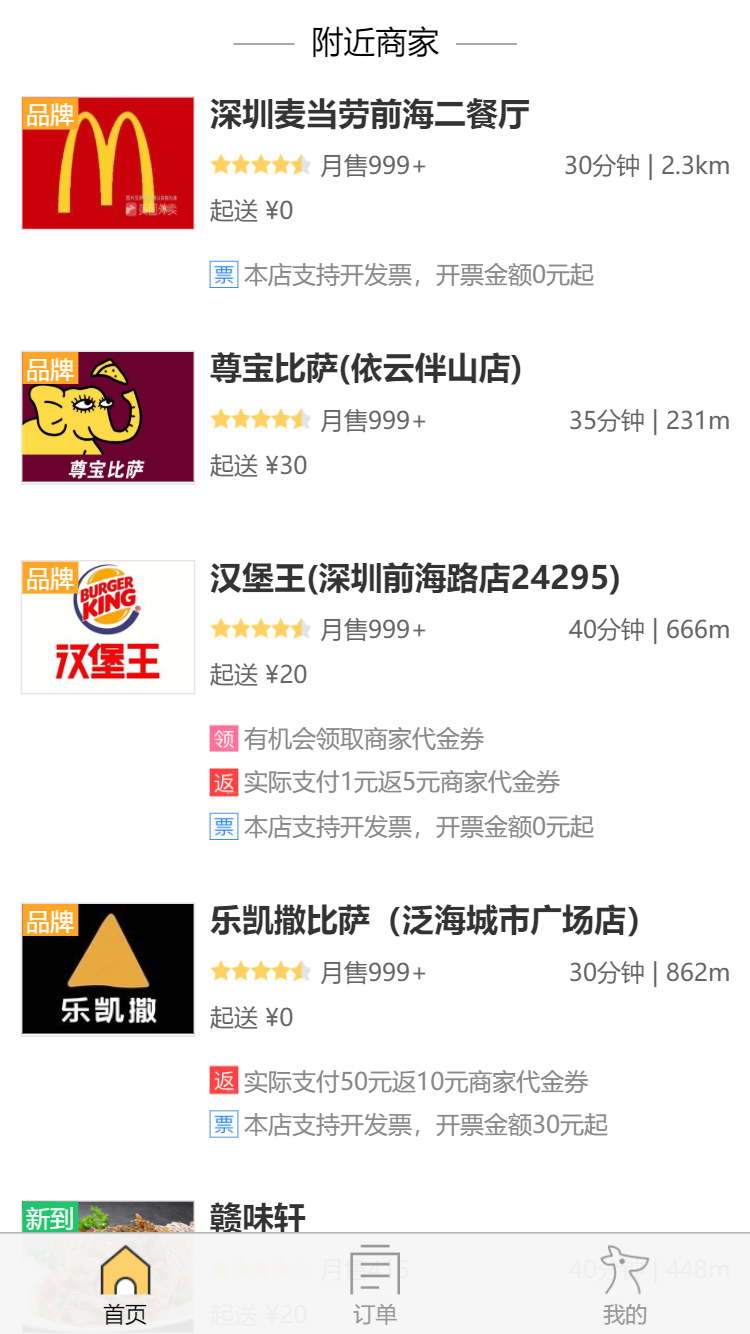 附近商家
品牌
深圳麦当劳前海二餐厅
月售999+
30分钟 | 2.3km
起送 ¥0
美团外卖
票 本店支持开发票，开票金额0元起
品牌
尊宝比萨(依云伴山店)
月售999+
35分钟 | 231m
起送 ¥30
尊宝比萨
品牌
BURGER
KING
汉堡王
汉堡王(深圳前海路店24295)
月售999+
40分钟 | 666m
起送 ¥20
领 有机会领取商家代金券
返 实际支付1元返5元商家代金券
票 本店支持开发票，开票金额0元起
品牌
乐凯撒
乐凯撒比萨（泛海城市广场店）
月售999+
30分钟 | 862m
起送 ¥0
返 实际支付50元返10元商家代金券
票 本店支持开发票，开票金额30元起
新到
赣味轩
40分钟 | 448m
起送 ¥20
首页
订单
我的